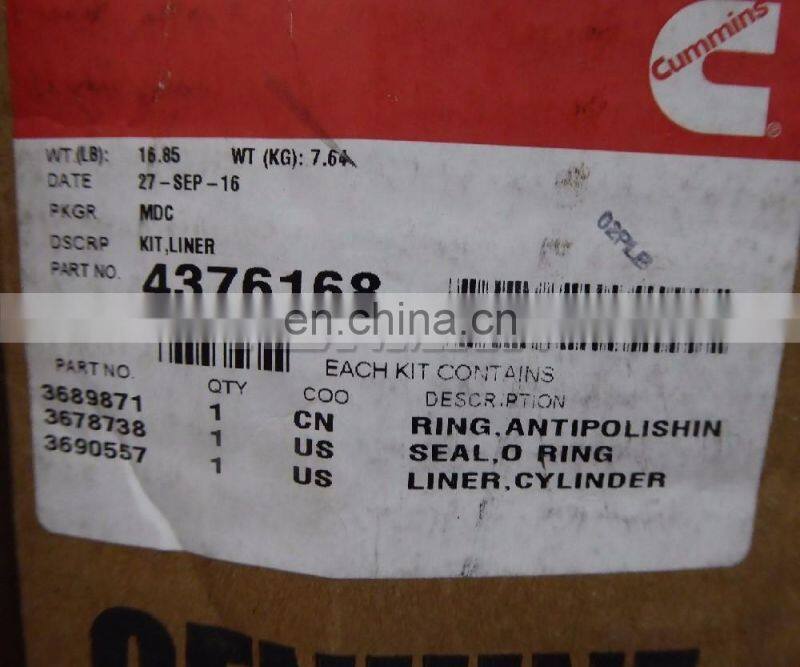 Cummins
®
WT.(LB): 16.85 WT (KG): 7.64
DATE 27-SEP-16
PKGR MDC
DSCRP KIT,LINER
02PLB
PART NO. 4376168
en.china.cn
EACH KIT CONTAINS
PART NO. QTY COO DESCRIPTION
3689871 1 CN RING,ANTIPOLISHIN
3678738 1 US SEAL,O RING
3690557 1 US LINER,CYLINDER